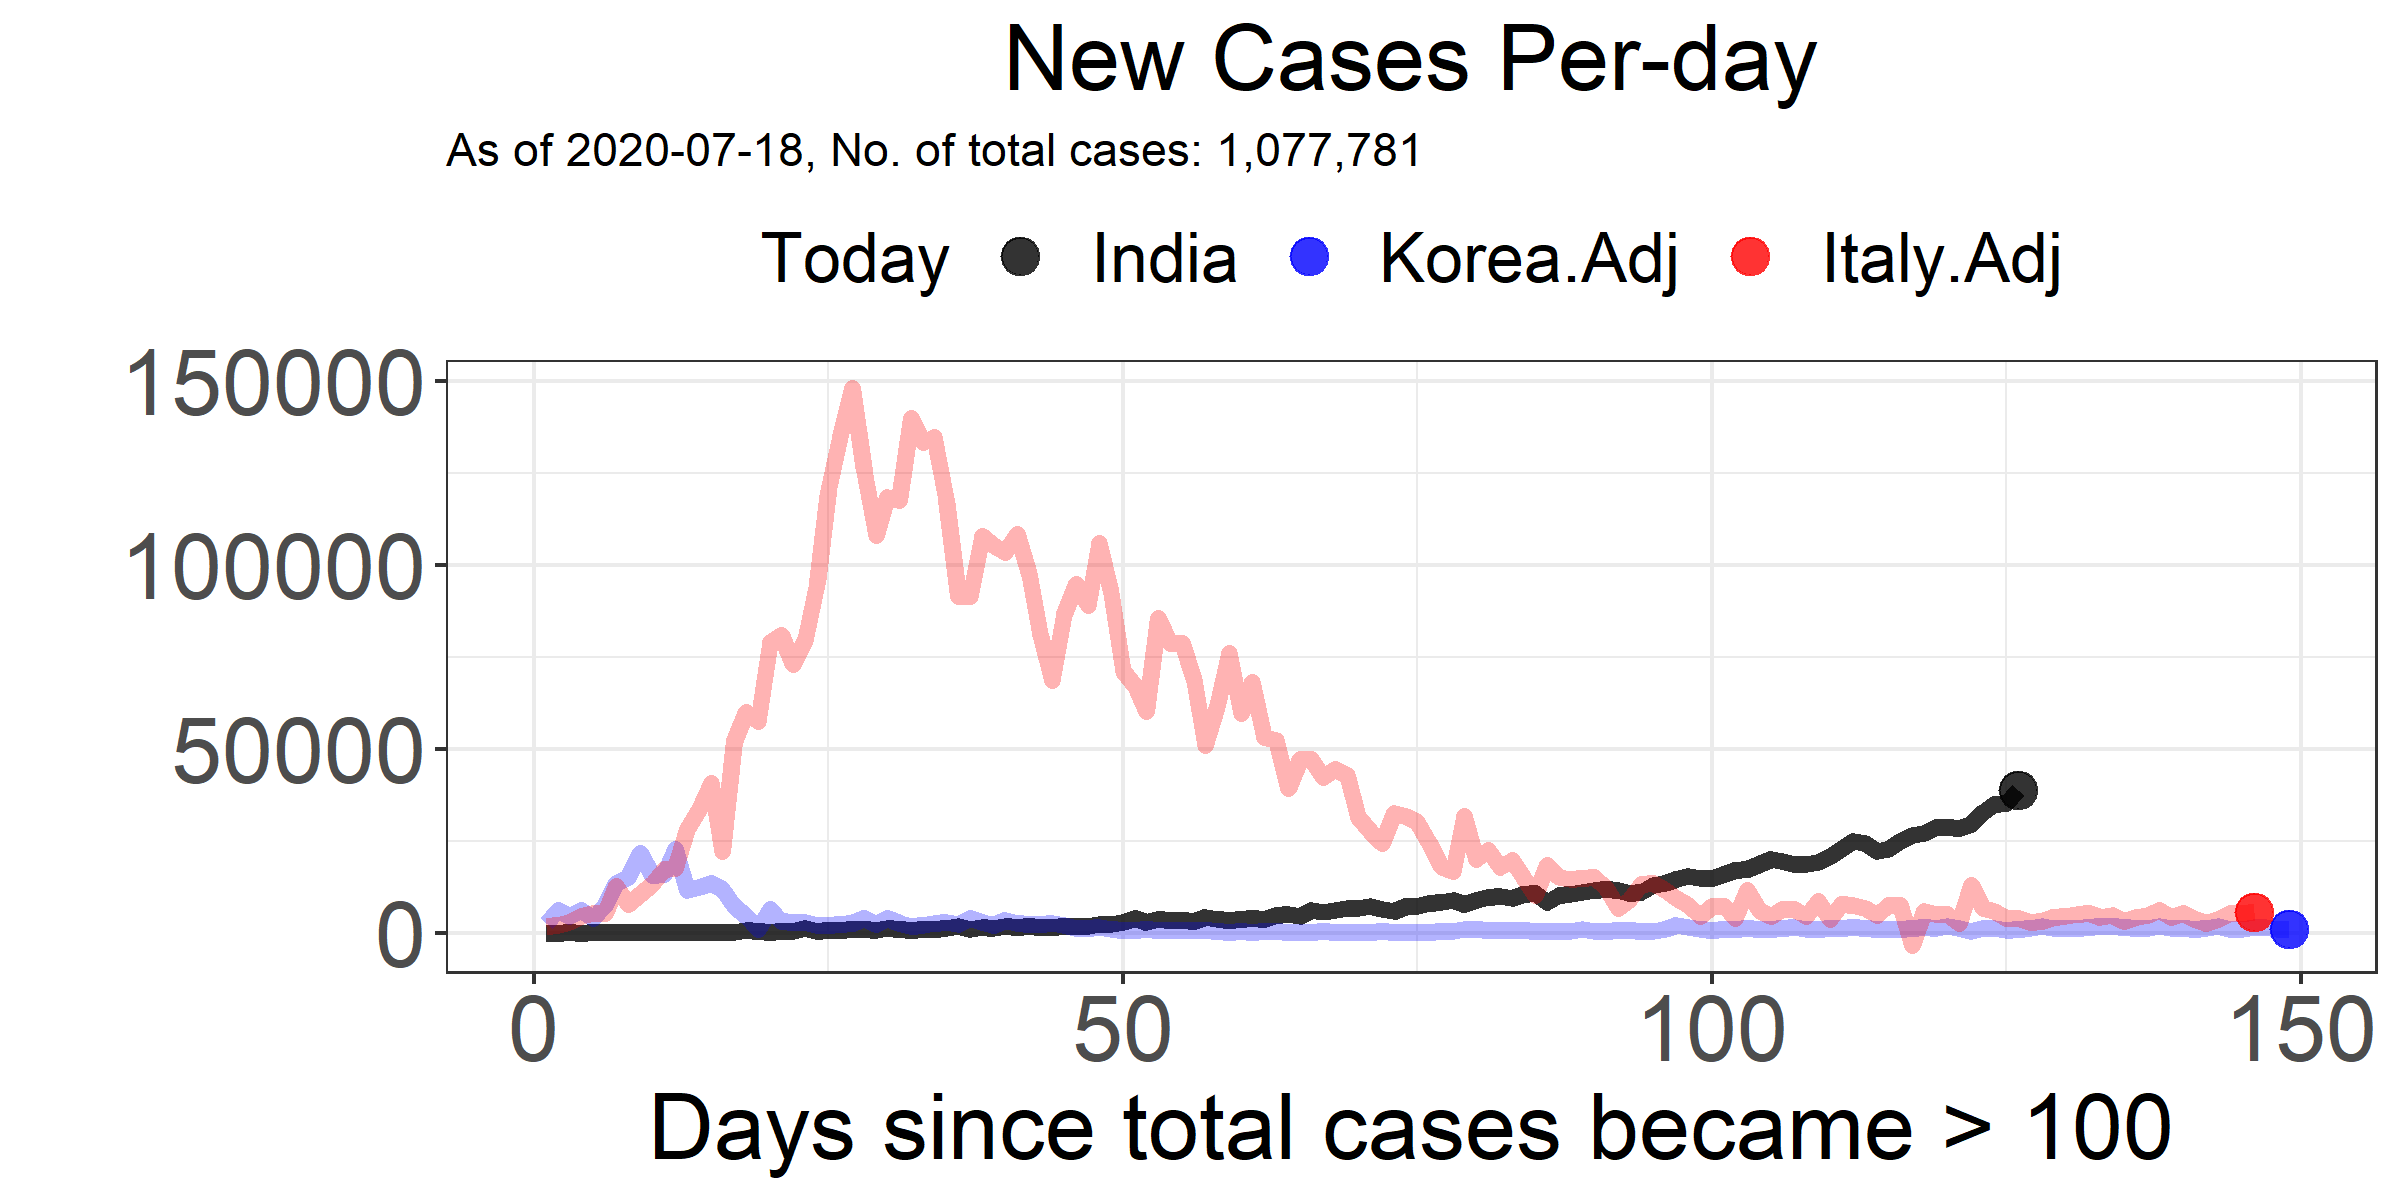 New Cases Per-day
As of 2020-07-18, No. of total cases: 1,077,781
Today India Korea.Adj Italy.Adj
150000
100000
50000
0
0 50 100 150
Days since total cases became > 100